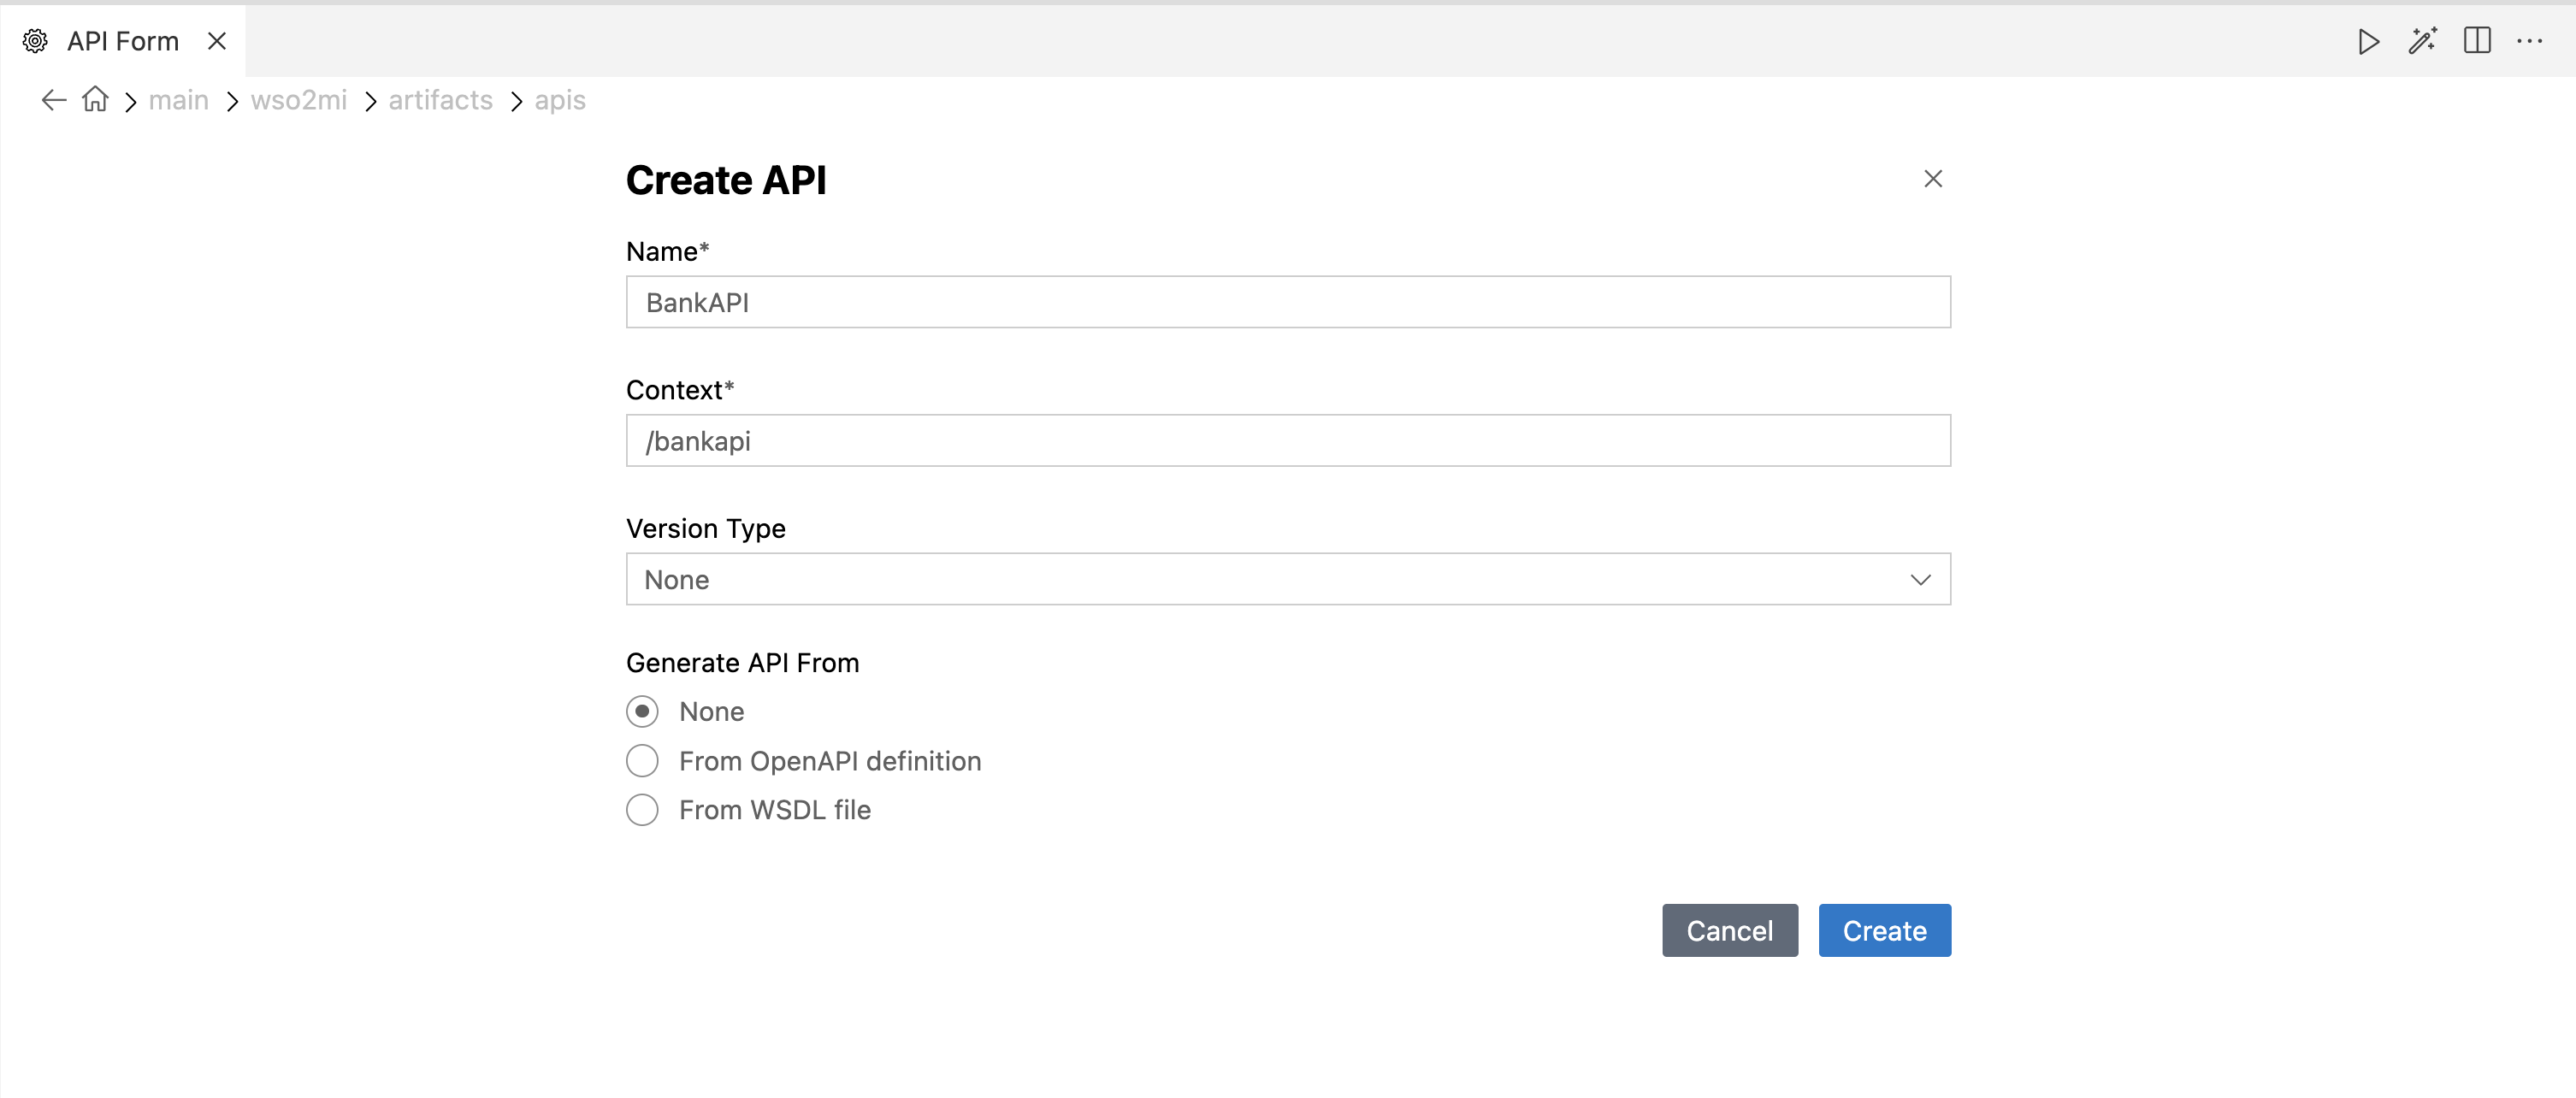 API Form
main wso2mi artifacts apis
Create API
Name*
BankAPI
Context*
/bankapi
Version Type
None
Generate API From
None
From OpenAPI definition
From WSDL file
Cancel Create